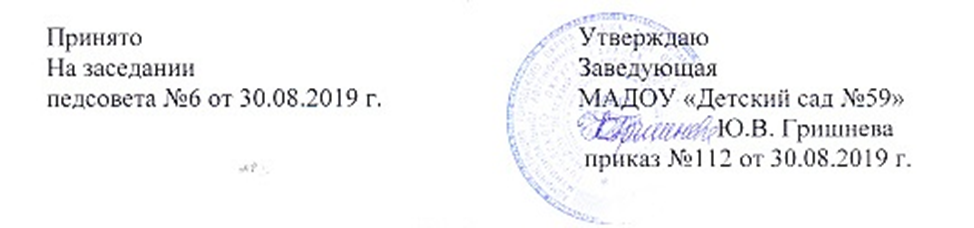 Принято
На заседании
педсовета №6 от 30.08.2019 г.
Утверждаю
Заведующая
МАДОУ «Детский сад №59»
Ю.В. Гришнева
приказ №112 от 30.08.2019 г.